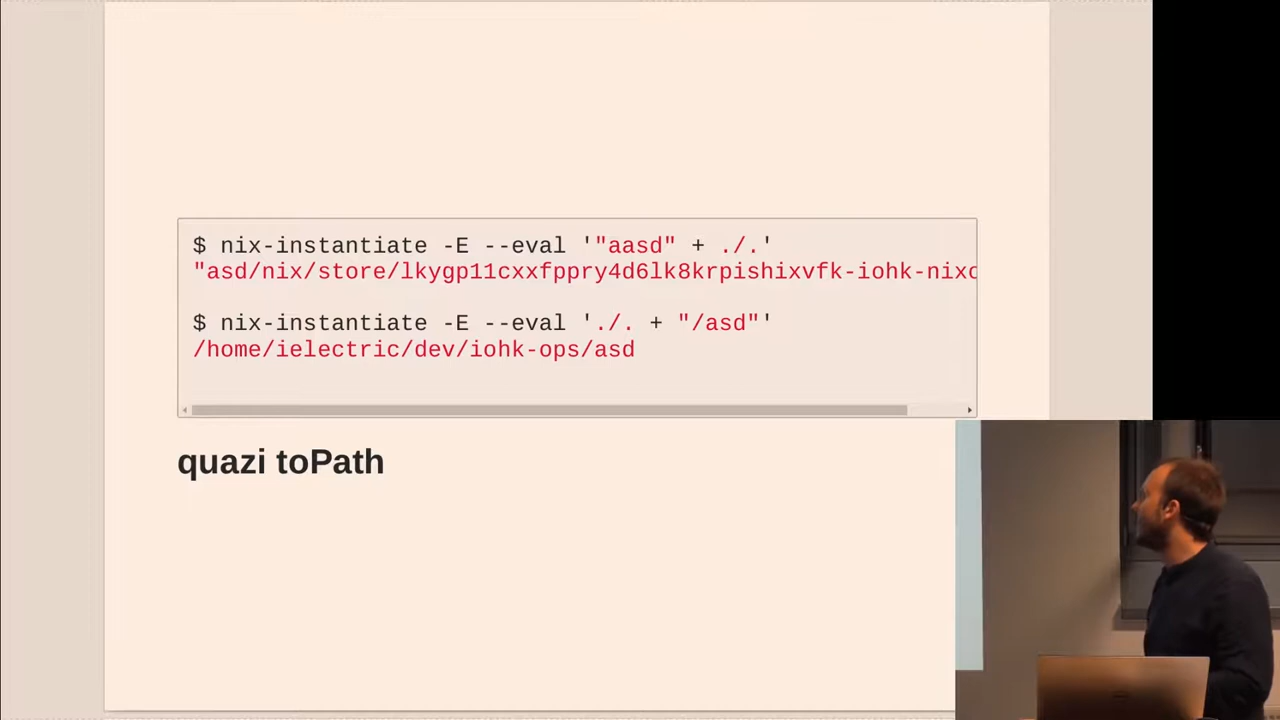 $ nix-instantiate -E --eval '"aasd" + ./.'
"asd/nix/store/lkygp11cxxfppry4d6lk8krpishixvfk-iohk-nixo
$ nix-instantiate -E --eval './. + "/asd"'
/home/ielectric/dev/iohk-ops/asd
quazi toPath